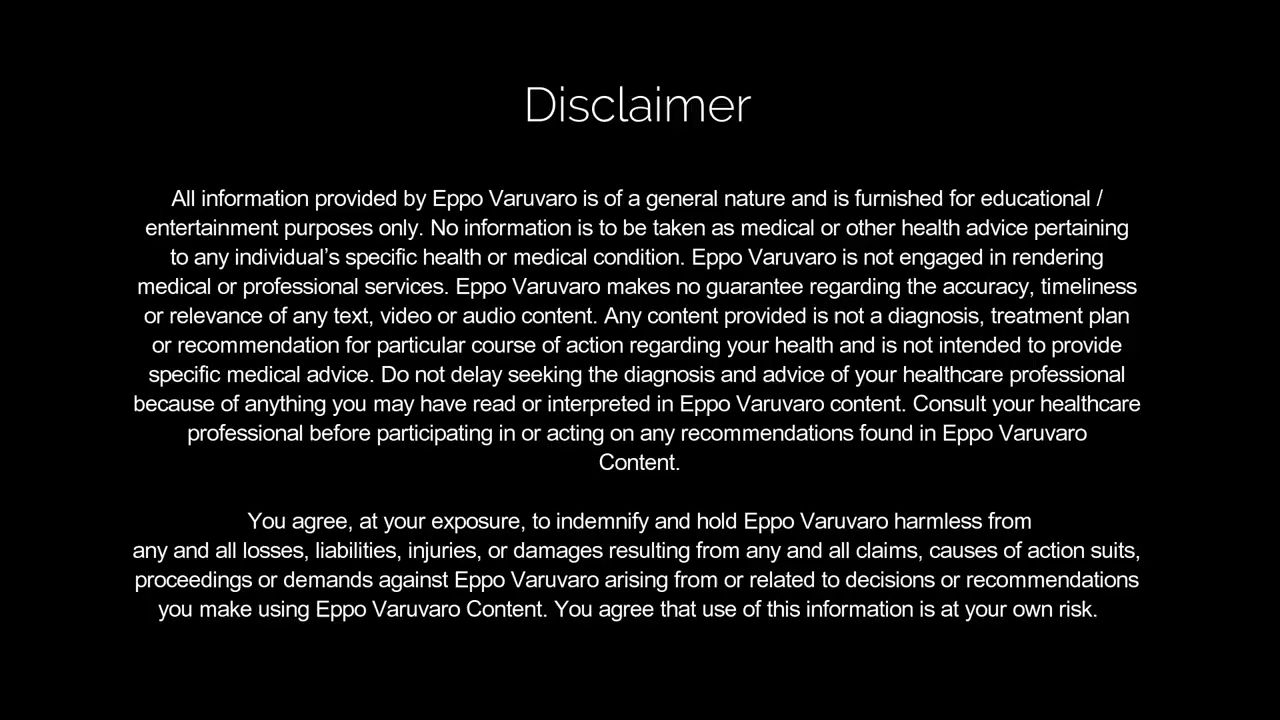 Disclaimer
All information provided by Eppo Varuvaro is of a general nature and is furnished for educational /
entertainment purposes only. No information is to be taken as medical or other health advice pertaining
to any individual’s specific health or medical condition. Eppo Varuvaro is not engaged in rendering
medical or professional services. Eppo Varuvaro makes no guarantee regarding the accuracy, timeliness
or relevance of any text, video or audio content. Any content provided is not a diagnosis, treatment plan
or recommendation for particular course of action regarding your health and is not intended to provide
specific medical advice. Do not delay seeking the diagnosis and advice of your healthcare professional
because of anything you may have read or interpreted in Eppo Varuvaro content. Consult your healthcare
professional before participating in or acting on any recommendations found in Eppo Varuvaro
Content.
You agree, at your exposure, to indemnify and hold Eppo Varuvaro harmless from
any and all losses, liabilities, injuries, or damages resulting from any and all claims, causes of action suits,
proceedings or demands against Eppo Varuvaro arising from or related to decisions or recommendations
you make using Eppo Varuvaro Content. You agree that use of this information is at your own risk.